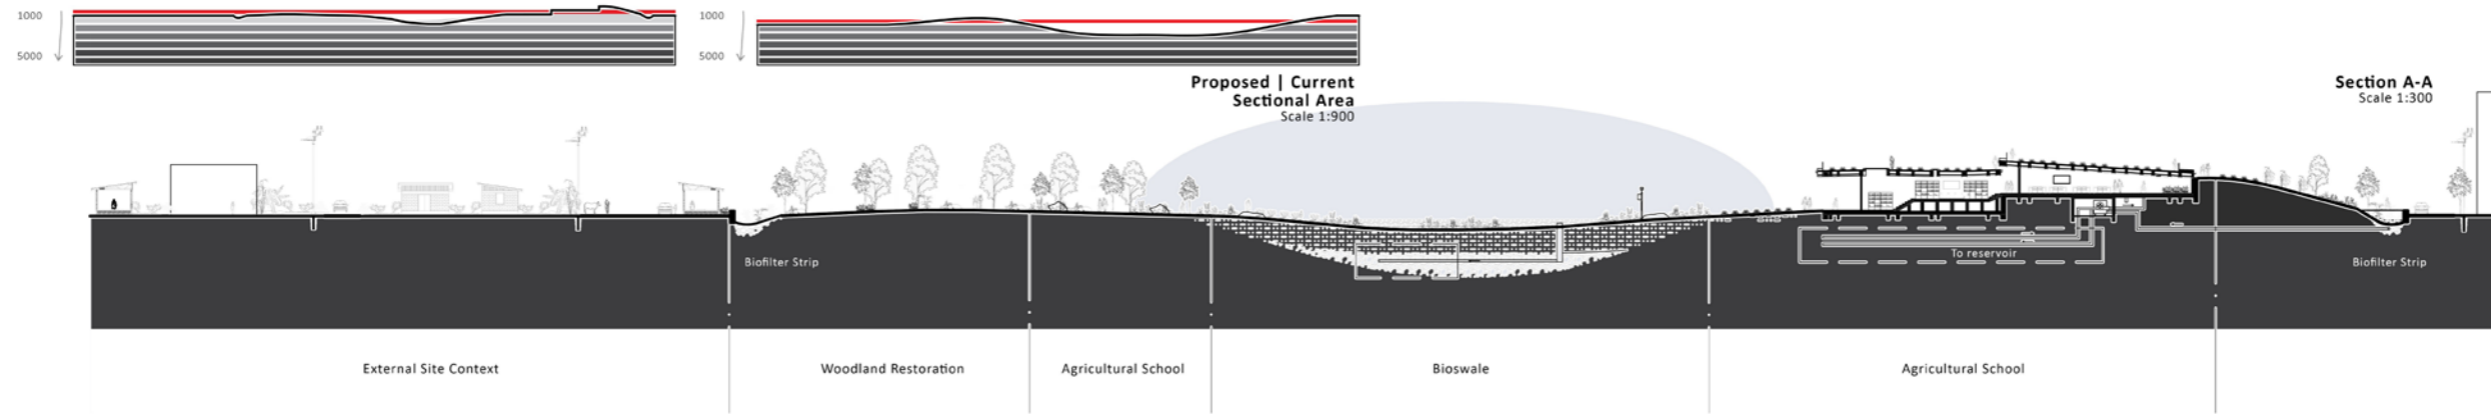 1000
5000
1000
5000
Proposed | Current
Sectional Area
Scale 1:900
Section A-A
Scale 1:300
Biofilter Strip
To reservoir
Biofilter Strip
External Site Context
Woodland Restoration
Agricultural School
Bioswale
Agricultural School